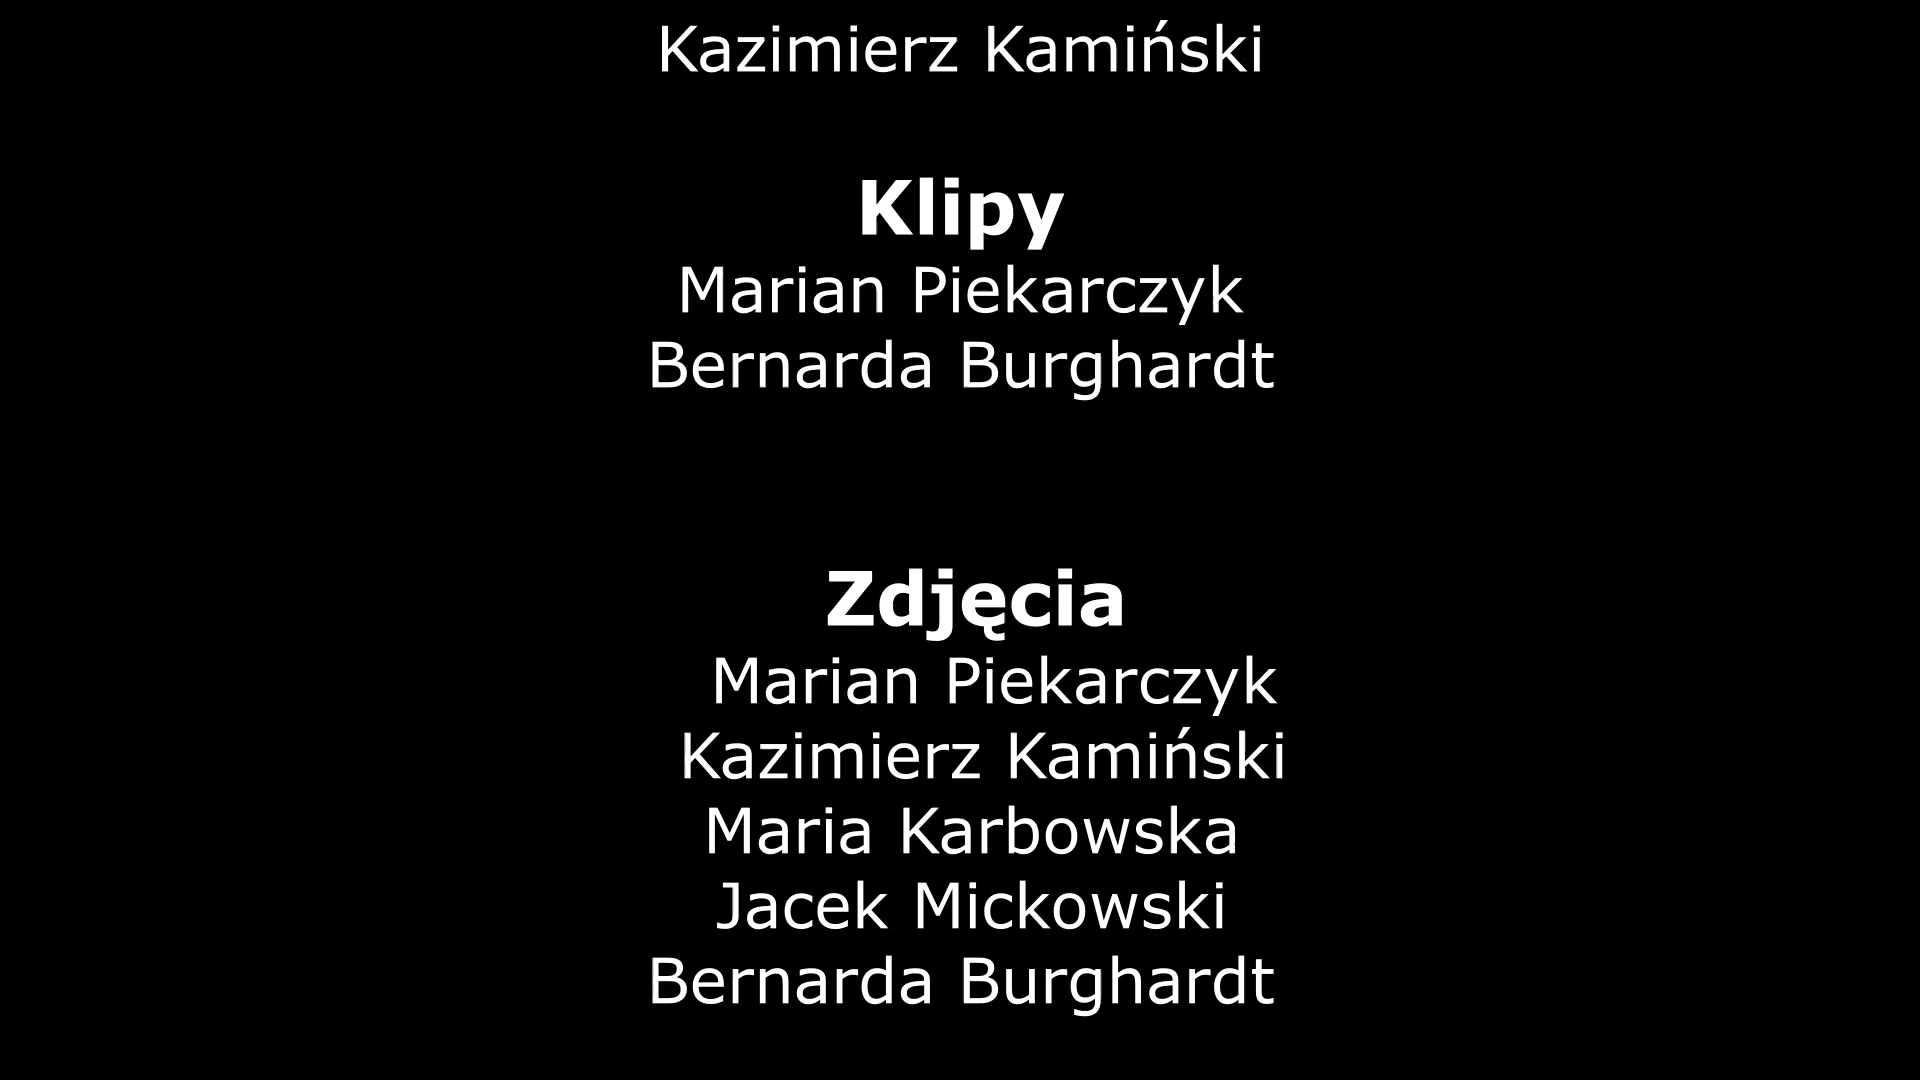 Kazimierz Kamiński
Klipy
Marian Piekarczyk
Bernarda Burghardt
Zdjęcia
Marian Piekarczyk
Kazimierz Kamiński
Maria Karbowska
Jacek Mickowski
Bernarda Burghardt